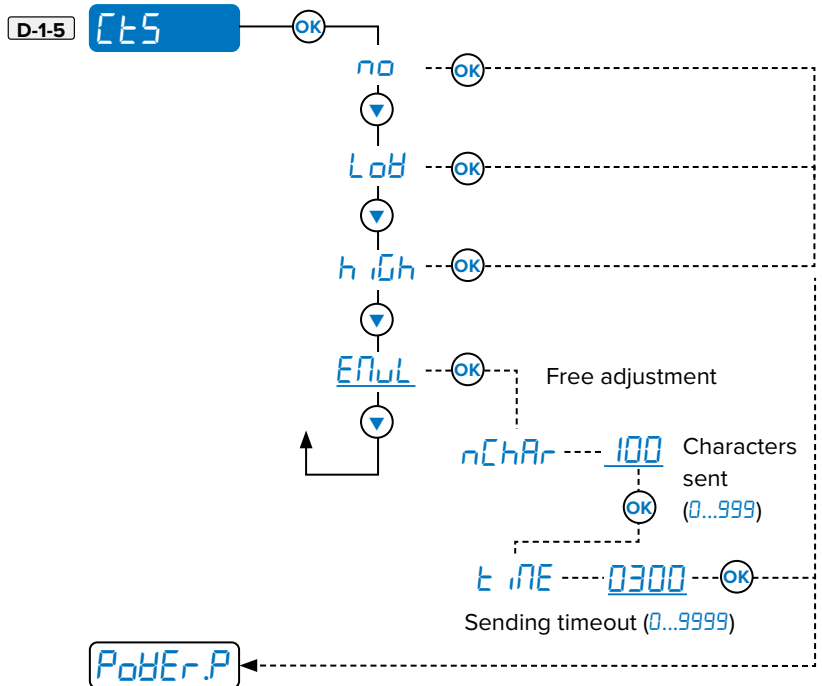 D-1-5 CtS OK
no OK
▼
LoW OK
▼
hiGh OK
▼
EMuL OK Free adjustment
▼
nChAr 100 Characters
sent
OK (0...999)
tiME 0300 OK
Sending timeout (0...9999)
PoWEr.P